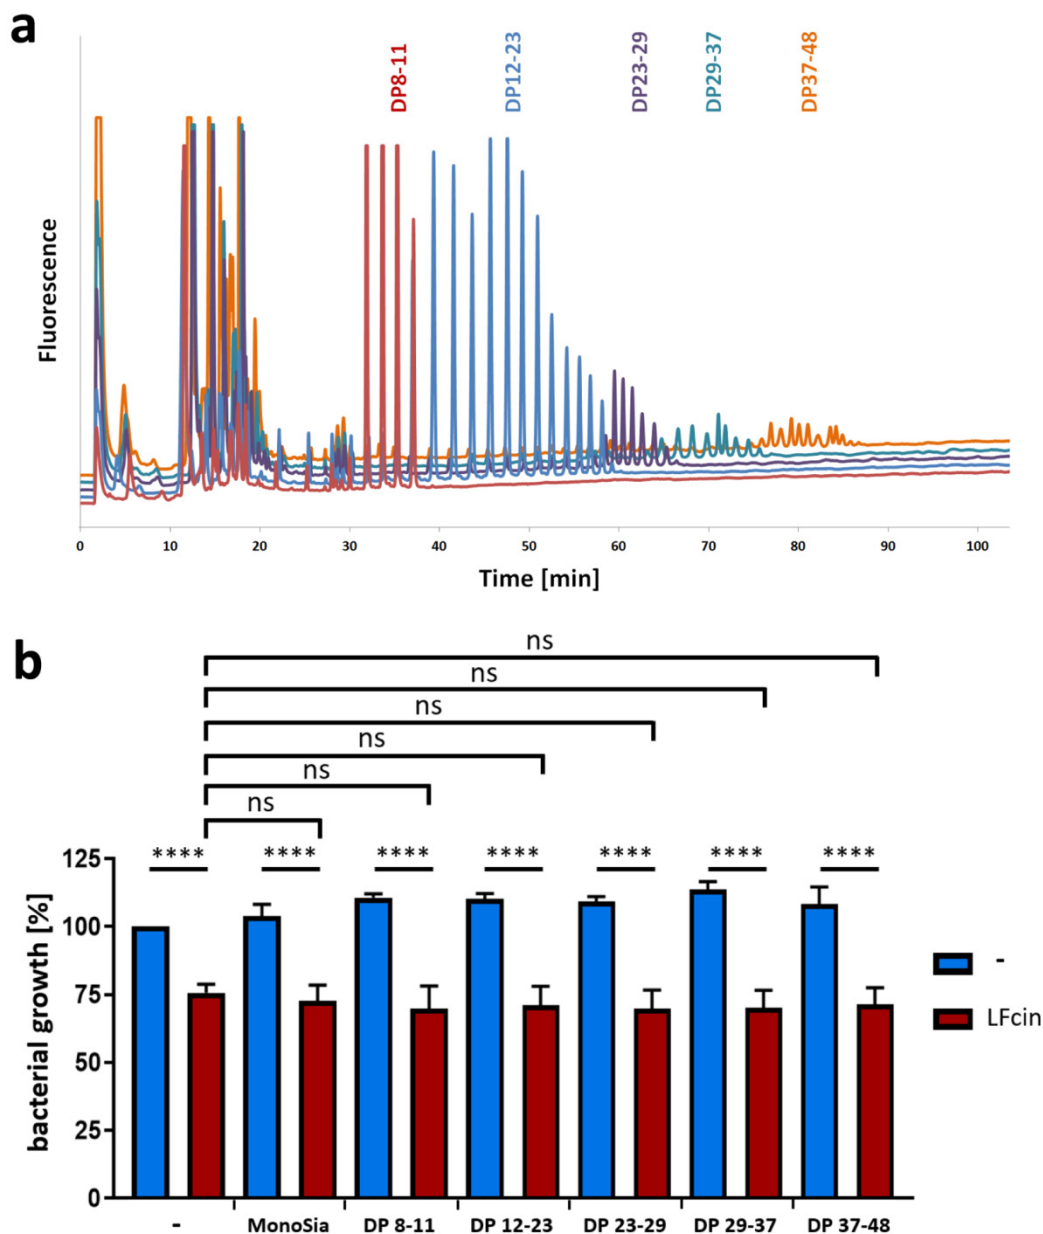 a
DP8-11
DP12-23
DP23-29
DP29-37
DP37-48
Fluorescence
0 10 20 30 40 50 60 70 80 90 100
Time [min]
b
ns
ns
ns
ns
ns
ns
**** **** **** **** **** **** ****
125
100
75
50
25
0
bacterial growth [%]
-
LFcin
- MonoSia DP 8-11 DP 12-23 DP 23-29 DP 29-37 DP 37-48